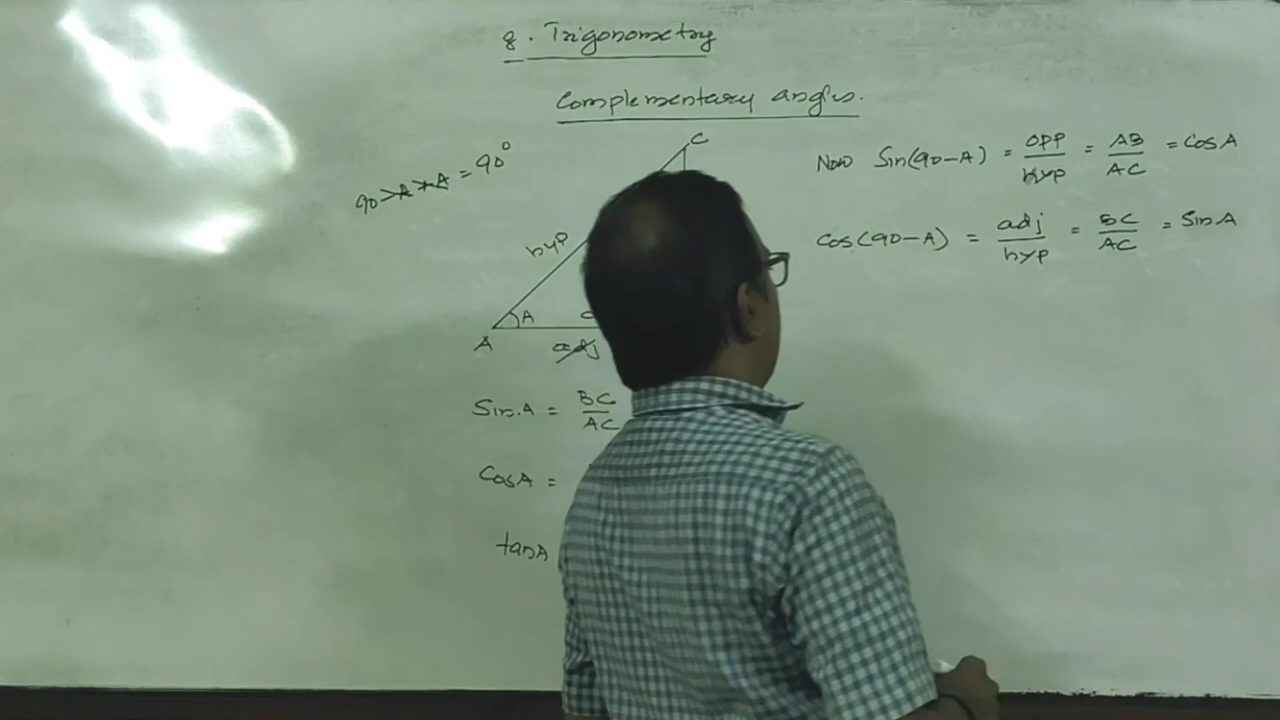 8. Trigonometry
Complementary angles.
90-A+A = 90°
C
hyp
A
A
adj
Sin A = BC/AC
Cos A =
tan A
Now Sin(90-A) = opp/hyp = AB/AC = Cos A
Cos(90-A) = adj/hyp = BC/AC = Sin A